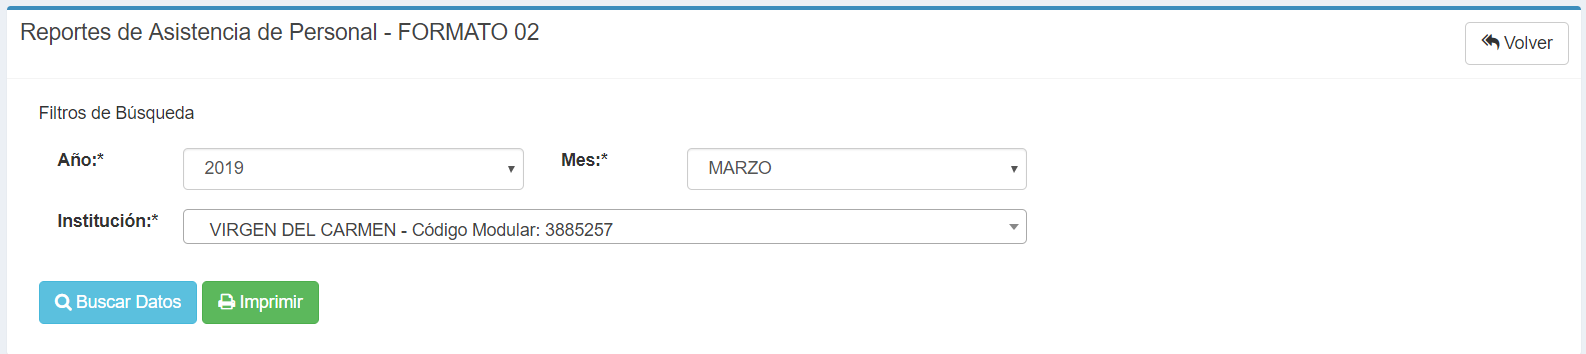 Reportes de Asistencia de Personal - FORMATO 02
Volver
Filtros de Búsqueda
Año:* 2019 Mes:* MARZO
Institución:* VIRGEN DEL CARMEN - Código Modular: 3885257
Buscar Datos Imprimir